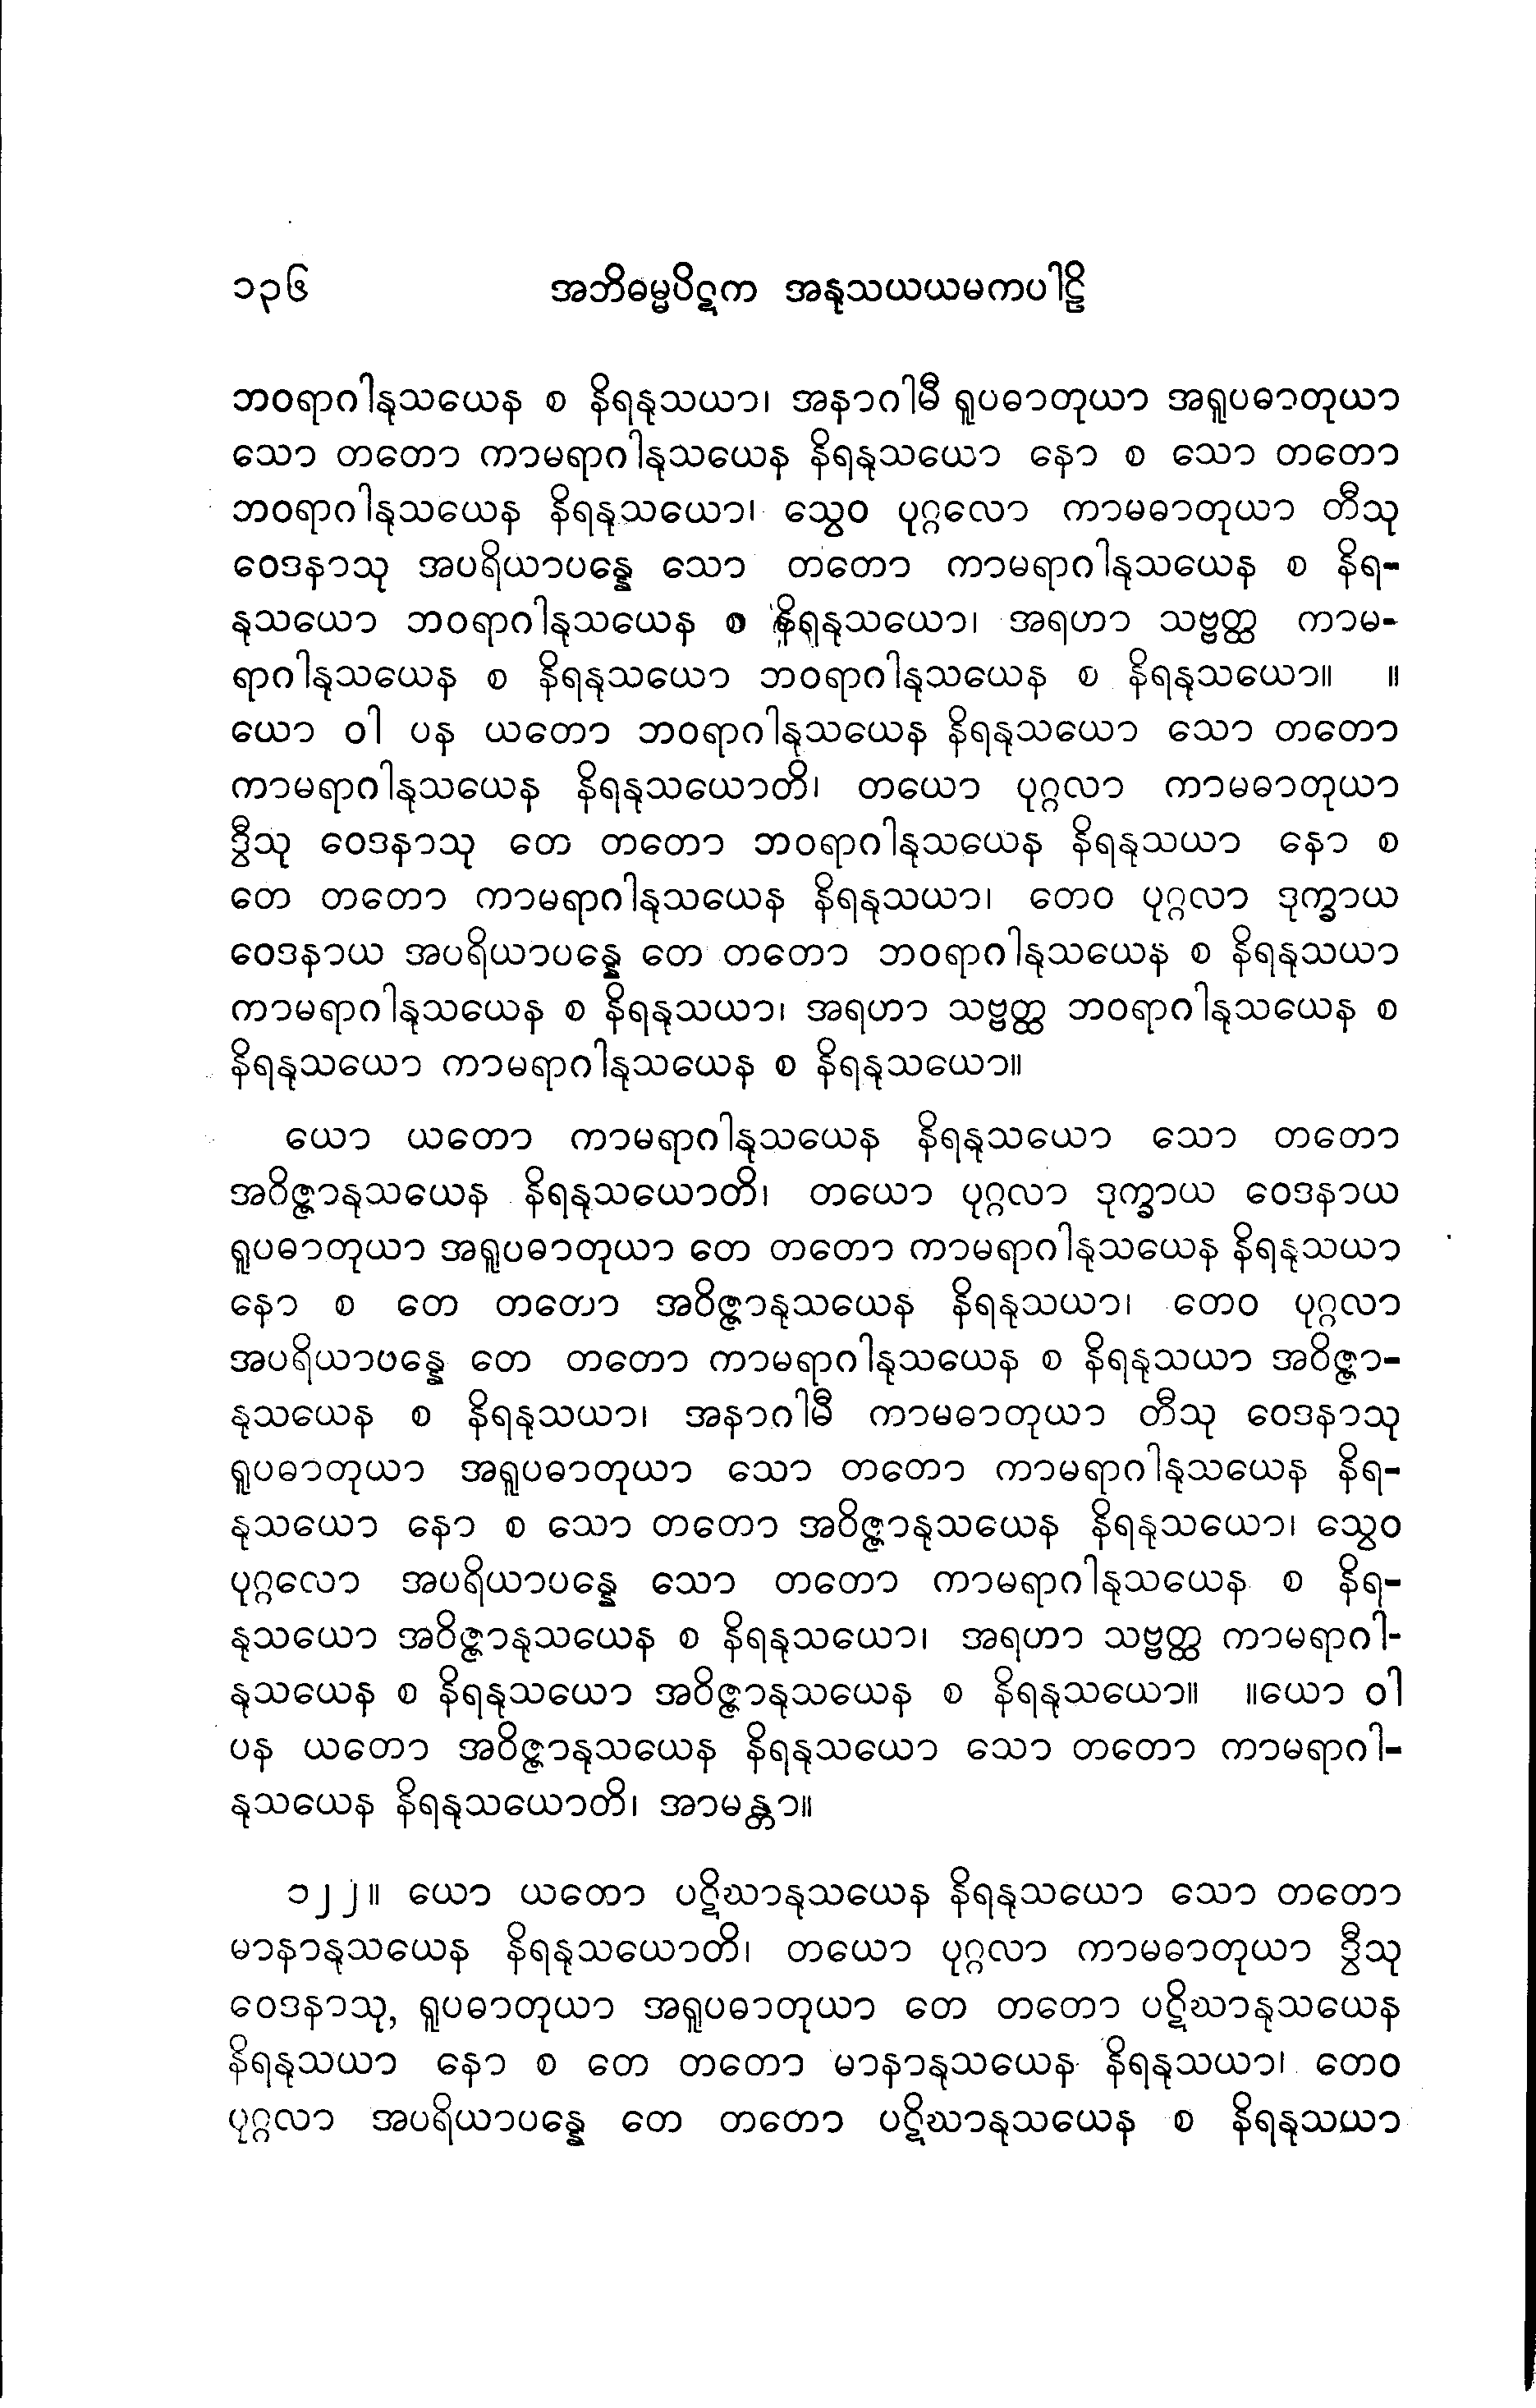 ၁၃၆ အဘိဓမ္မပိဋက အနုသယယမကပါဠိ
ဘဝရာဂါနုသယေန စ နိရနုသယာ၊ အနာဂါမီ ရူပဓာတုယာ အရူပဓာတုယာ
သော တတော ကာမရာဂါနုသယေန နိရနုသယော နော စ သော တတော
ဘဝရာဂါနုသယေန နိရနုသယော၊ သွေဝ ပုဂ္ဂလော ကာမဓာတုယာ တီသု
ဝေဒနာသု အပရိယာပန္နေ သော တတော ကာမရာဂါနုသယေန စ နိရ-
နုသယော ဘဝရာဂါနုသယေန စ နိရနုသယော၊ အရဟာ သဗ္ဗတ္ထ ကာမ-
ရာဂါနုသယေန စ နိရနုသယော ဘဝရာဂါနုသယေန စ နိရနုသယော။ ။
ယော ဝါ ပန ယတော ဘဝရာဂါနုသယေန နိရနုသယော သော တတော
ကာမရာဂါနုသယေန နိရနုသယောတိ၊ တယော ပုဂ္ဂလာ ကာမဓာတုယာ
ဒွီသု ဝေဒနာသု တေ တတော ဘဝရာဂါနုသယေန နိရနုသယာ နော စ
တေ တတော ကာမရာဂါနုသယေန နိရနုသယာ၊ တေဝ ပုဂ္ဂလာ ဒုက္ခာယ
ဝေဒနာယ အပရိယာပန္နေ တေ တတော ဘဝရာဂါနုသယေန စ နိရနုသယာ
ကာမရာဂါနုသယေန စ နိရနုသယာ၊ အရဟာ သဗ္ဗတ္ထ ဘဝရာဂါနုသယေန စ
နိရနုသယော ကာမရာဂါနုသယေန စ နိရနုသယော။
ယော ယတော ကာမရာဂါနုသယေန နိရနုသယော သော တတော
အဝိဇ္ဇာနုသယေန နိရနုသယောတိ၊ တယော ပုဂ္ဂလာ ဒုက္ခာယ ဝေဒနာယ
ရူပဓာတုယာ အရူပဓာတုယာ တေ တတော ကာမရာဂါနုသယေန နိရနုသယာ
နော စ တေ တတော အဝိဇ္ဇာနုသယေန နိရနုသယာ၊ တေဝ ပုဂ္ဂလာ
အပရိယာပန္နေ တေ တတော ကာမရာဂါနုသယေန စ နိရနုသယာ အဝိဇ္ဇာ-
နုသယေန စ နိရနုသယာ၊ အနာဂါမီ ကာမဓာတုယာ တီသု ဝေဒနာသု
ရူပဓာတုယာ အရူပဓာတုယာ သော တတော ကာမရာဂါနုသယေန နိရ-
နုသယော နော စ သော တတော အဝိဇ္ဇာနုသယေန နိရနုသယော၊ သွေဝ
ပုဂ္ဂလော အပရိယာပန္နေ သော တတော ကာမရာဂါနုသယေန စ နိရ-
နုသယော အဝိဇ္ဇာနုသယေန စ နိရနုသယော၊ အရဟာ သဗ္ဗတ္ထ ကာမရာဂါ-
နုသယေန စ နိရနုသယော အဝိဇ္ဇာနုသယေန စ နိရနုသယော။ ။ယော ဝါ
ပန ယတော အဝိဇ္ဇာနုသယေန နိရနုသယော သော တတော ကာမရာဂါ-
နုသယေန နိရနုသယောတိ၊ အာမန္တာ။
၁၂၂။ ယော ယတော ပဋိဃာနုသယေန နိရနုသယော သော တတော
မာနာနုသယေန နိရနုသယောတိ၊ တယော ပုဂ္ဂလာ ကာမဓာတုယာ ဒွီသု
ဝေဒနာသု, ရူပဓာတုယာ အရူပဓာတုယာ တေ တတော ပဋိဃာနုသယေန
နိရနုသယာ နော စ တေ တတော မာနာနုသယေန နိရနုသယာ၊ တေဝ
ပုဂ္ဂလာ အပရိယာပန္နေ တေ တတော ပဋိဃာနုသယေန စ နိရနုသယာ